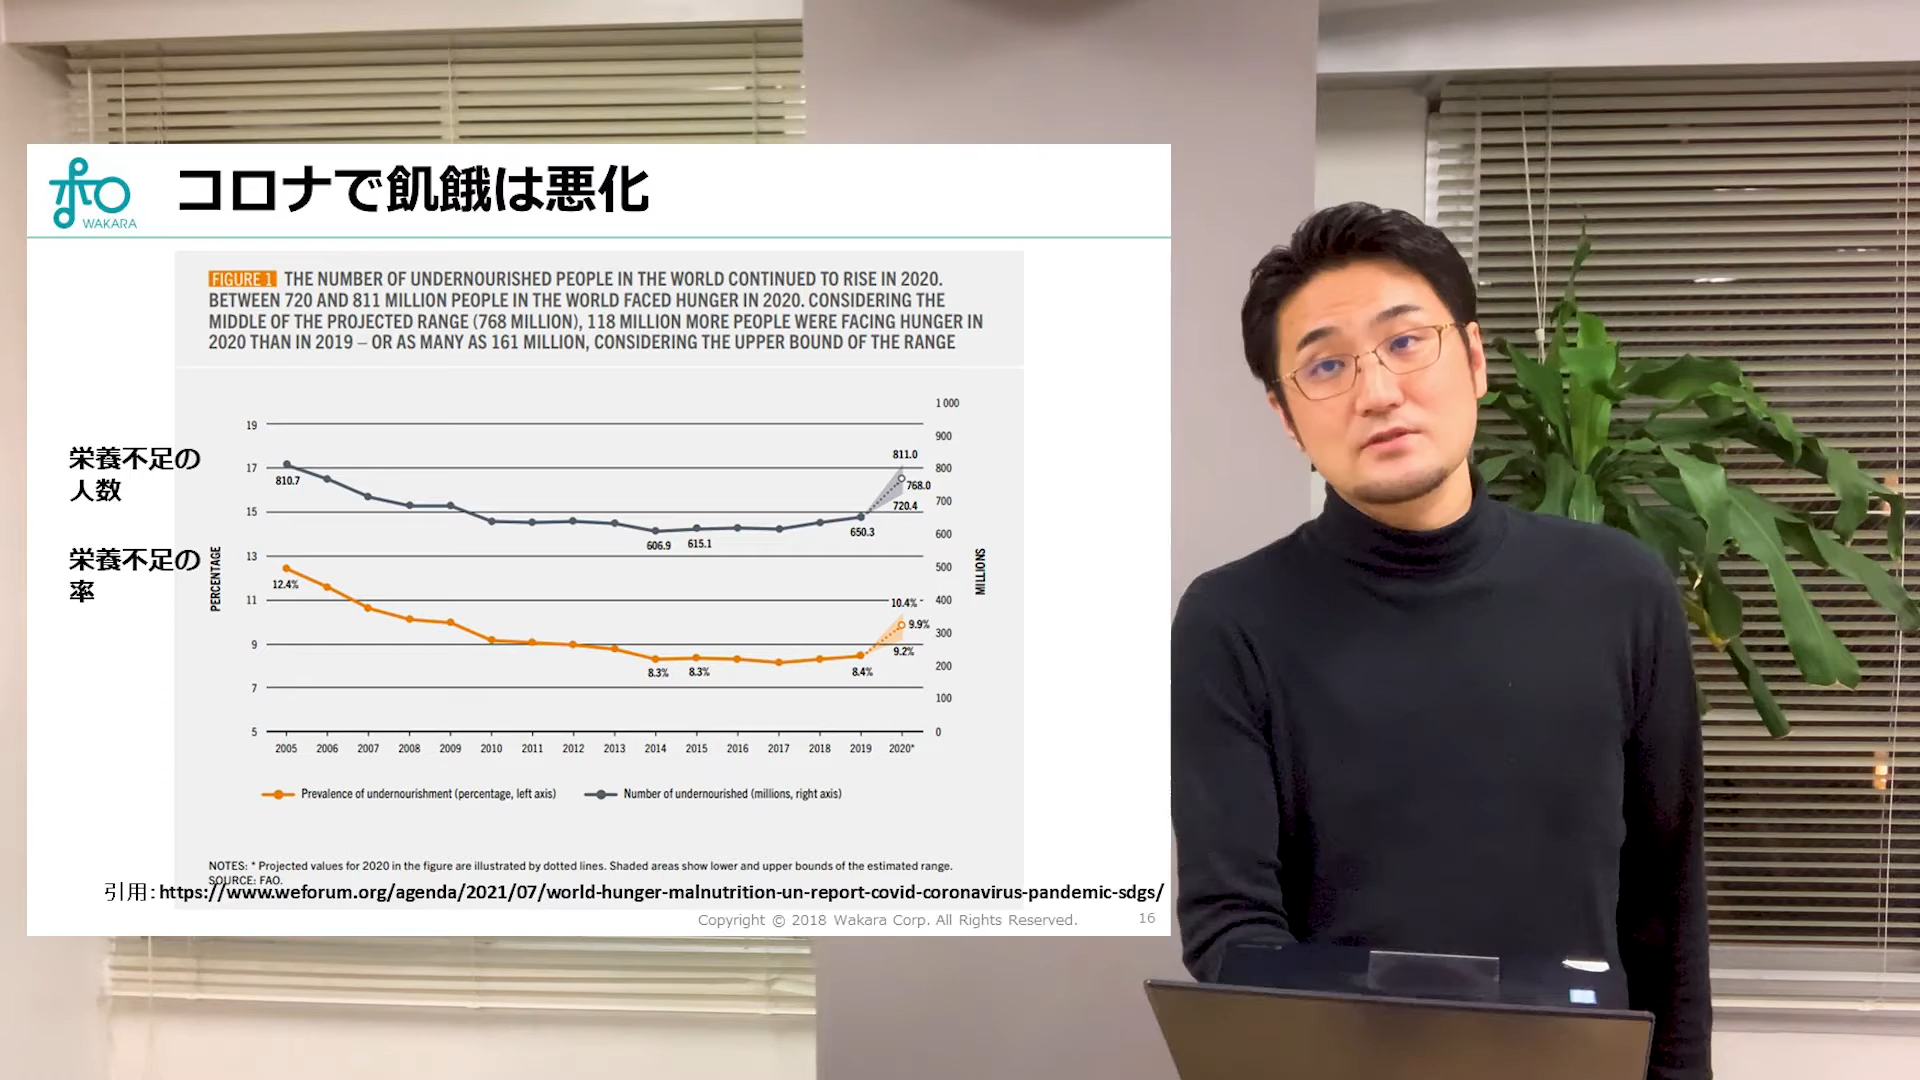 WAKARA
コロナで飢餓は悪化
FIGURE 1 THE NUMBER OF UNDERNOURISHED PEOPLE IN THE WORLD CONTINUED TO RISE IN 2020.
BETWEEN 720 AND 811 MILLION PEOPLE IN THE WORLD FACED HUNGER IN 2020. CONSIDERING THE
MIDDLE OF THE PROJECTED RANGE (768 MILLION), 118 MILLION MORE PEOPLE WERE FACING HUNGER IN
2020 THAN IN 2019 – OR AS MANY AS 161 MILLION, CONSIDERING THE UPPER BOUND OF THE RANGE
栄養不足の
人数
栄養不足の
率
PERCENTAGE
19
17
15
13
11
9
7
5
810.7
606.9
615.1
650.3
811.0
768.0
720.4
12.4%
8.3%
8.3%
8.4%
10.4%
9.9%
9.2%
1 000
900
800
700
600
500
400
300
200
100
0
MILLIONS
2005 2006 2007 2008 2009 2010 2011 2012 2013 2014 2015 2016 2017 2018 2019 2020*
Prevalence of undernourishment (percentage, left axis) Number of undernourished (millions, right axis)
NOTES: * Projected values for 2020 in the figure are illustrated by dotted lines. Shaded areas show lower and upper bounds of the estimated range.
SOURCE: FAO.
引用：https://www.weforum.org/agenda/2021/07/world-hunger-malnutrition-un-report-covid-coronavirus-pandemic-sdgs/
Copyright © 2018 Wakara Corp. All Rights Reserved. 16